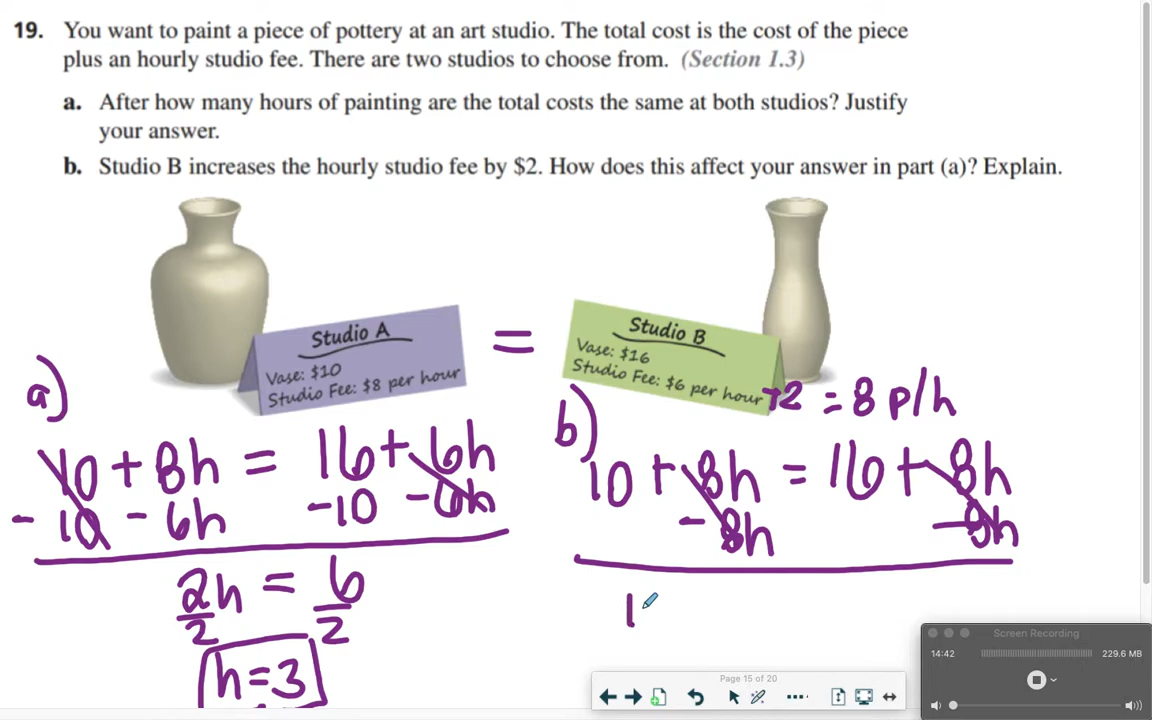 19. You want to paint a piece of pottery at an art studio. The total cost is the cost of the piece
plus an hourly studio fee. There are two studios to choose from. (Section 1.3)
a. After how many hours of painting are the total costs the same at both studios? Justify
your answer.
b. Studio B increases the hourly studio fee by $2. How does this affect your answer in part (a)? Explain.
Studio A
Vase: $10
Studio Fee: $8 per hour
=
Studio B
Vase: $16
Studio Fee: $6 per hour +2 = 8 p/h
a)
10 + 8h = 16 + 6h
- 10 - 6h -10 - 6h
2h = 6
2 2
h = 3
b)
10 + 8h = 16 + 8h
- 8h - 8h
1
Screen Recording
14:42 229.6 MB
Page 15 of 20